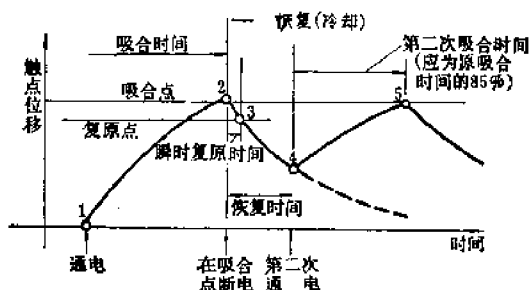 恢复(冷却)
吸合时间
第二次吸合时间
(应为原吸合
时间的85%)
触点位移
吸合点
2
3
5
复原点
瞬时复原时间
4
恢复时间
1
时间
通电
在吸合
点断电
第二次
通电